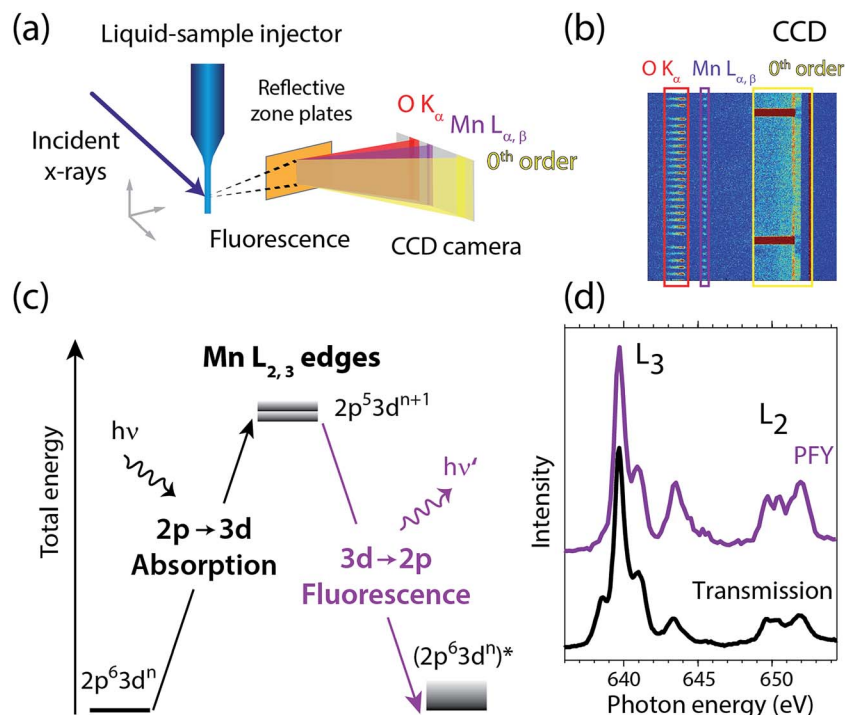 (a)
Liquid-sample injector
Reflective
zone plates
O Kα
Mn Lα, β
0th order
Incident
x-rays
Fluorescence
CCD camera
(b)
CCD
O Kα
Mn Lα, β
0th order
(c)
Mn L2, 3 edges
2p⁵3dⁿ⁺¹
Total energy
hν
hν‘
2p→3d
Absorption
3d→2p
Fluorescence
2p⁶3dⁿ
(2p⁶3dⁿ)*
(d)
L3
L2
PFY
Intensity
Transmission
640
645
650
Photon energy (eV)